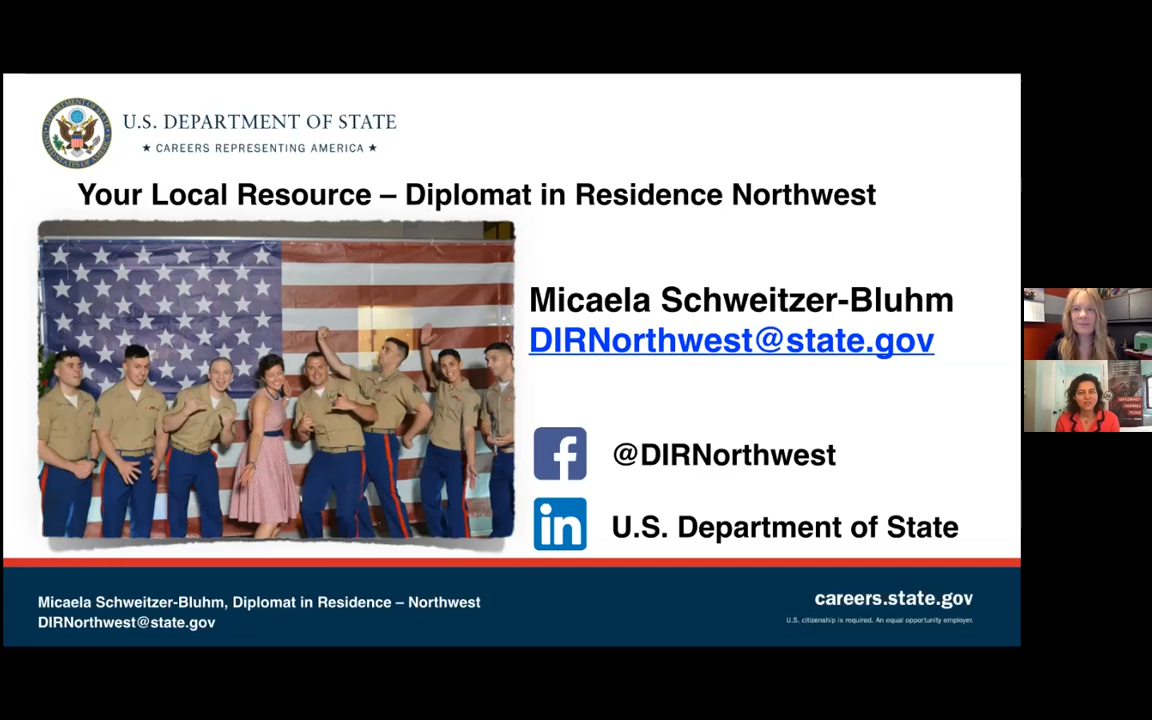 U.S. DEPARTMENT OF STATE
★ CAREERS REPRESENTING AMERICA ★
Your Local Resource – Diplomat in Residence Northwest
Micaela Schweitzer-Bluhm
DIRNorthwest@state.gov
@DIRNorthwest
in
U.S. Department of State
Micaela Schweitzer-Bluhm, Diplomat in Residence – Northwest
DIRNorthwest@state.gov
careers.state.gov
U.S. citizenship is required. An equal opportunity employer.